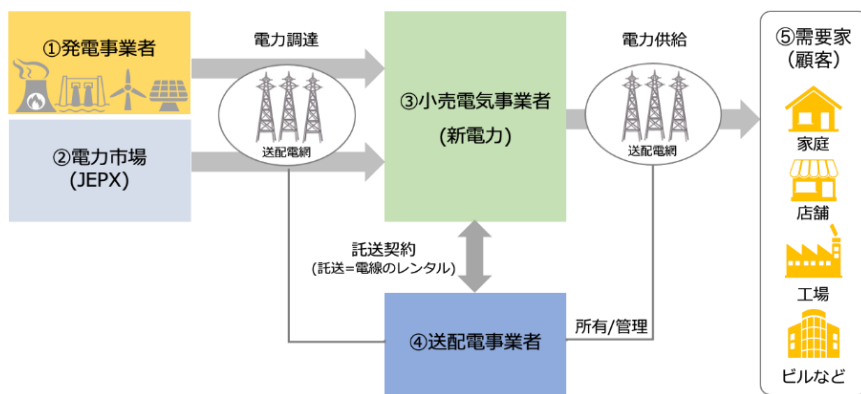 ①発電事業者
②電力市場
(JEPX)
電力調達
送配電網
③小売電気事業者
(新電力)
電力供給
送配電網
託送契約
(託送=電線のレンタル)
④送配電事業者
所有/管理
⑤需要家
(顧客)
家庭
店舗
工場
ビルなど